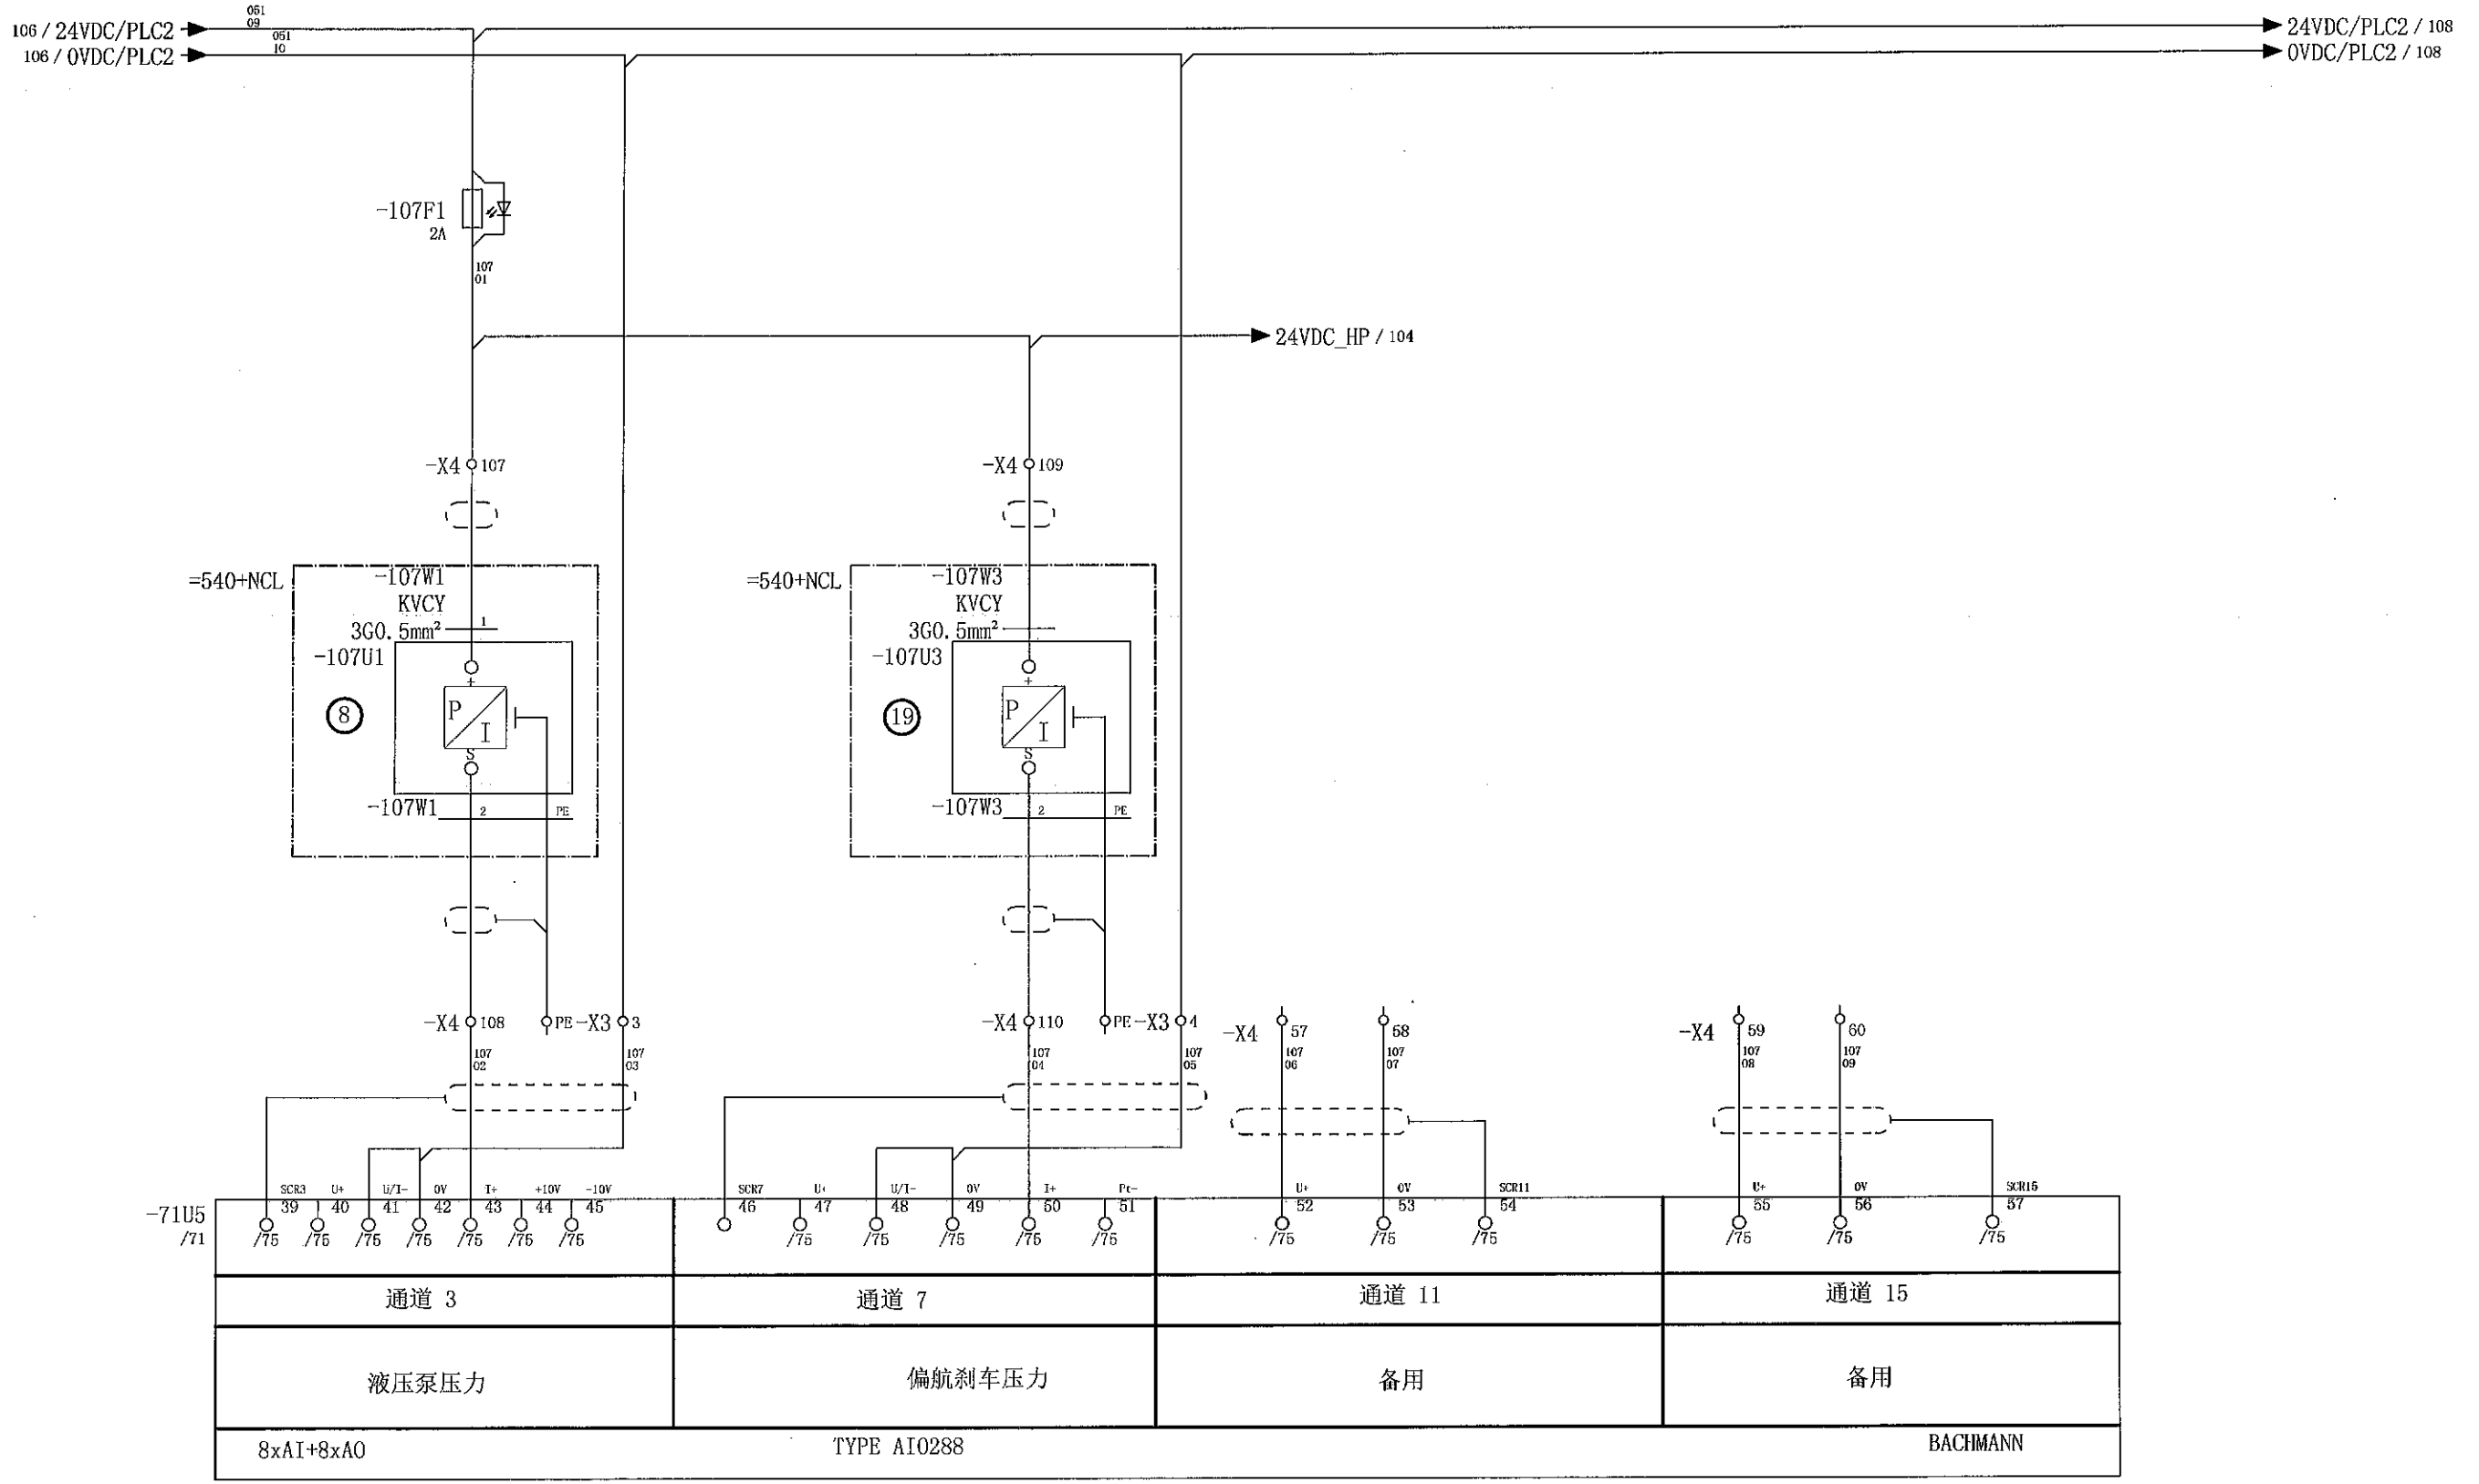 051
09
106 / 24VDC/PLC2
24VDC/PLC2 / 108
051
10
106 / 0VDC/PLC2
0VDC/PLC2 / 108
-107F1
2A
107
01
24VDC_HP / 104
-X4 107
-X4 109
=540+NCL
-107W1
KVCY
3G0.5mm²
1
-107U1
+
8
P
I
S
-107W1
2
PE
=540+NCL
-107W3
KVCY
3G0.5mm²
-107U3
+
19
P
I
S
-107W3
2
PE
-X4 108
PE
-X3 3
-X4 110
PE
-X3 4
-X4 57
58
-X4 59
60
107
02
107
03
107
04
107
05
107
06
107
07
107
08
107
09
SCR3 U+ U/I- 0V I+ +10V -10V
SCR7 U+ U/I- 0V I+ Pt-
U+ 0V SCR11
U+ 0V SCR15
-71U5
/71
39 40 41 42 43 44 45
46 47 48 49 50 51
52 53 54
55 56 57
/75 /75 /75 /75 /75 /75 /75
/75 /75 /75 /75 /75
/75 /75 /75
/75 /75 /75
通道 3
通道 7
通道 11
通道 15
液压泵压力
偏航刹车压力
备用
备用
8xAI+8xAO
TYPE AIO288
BACHMANN